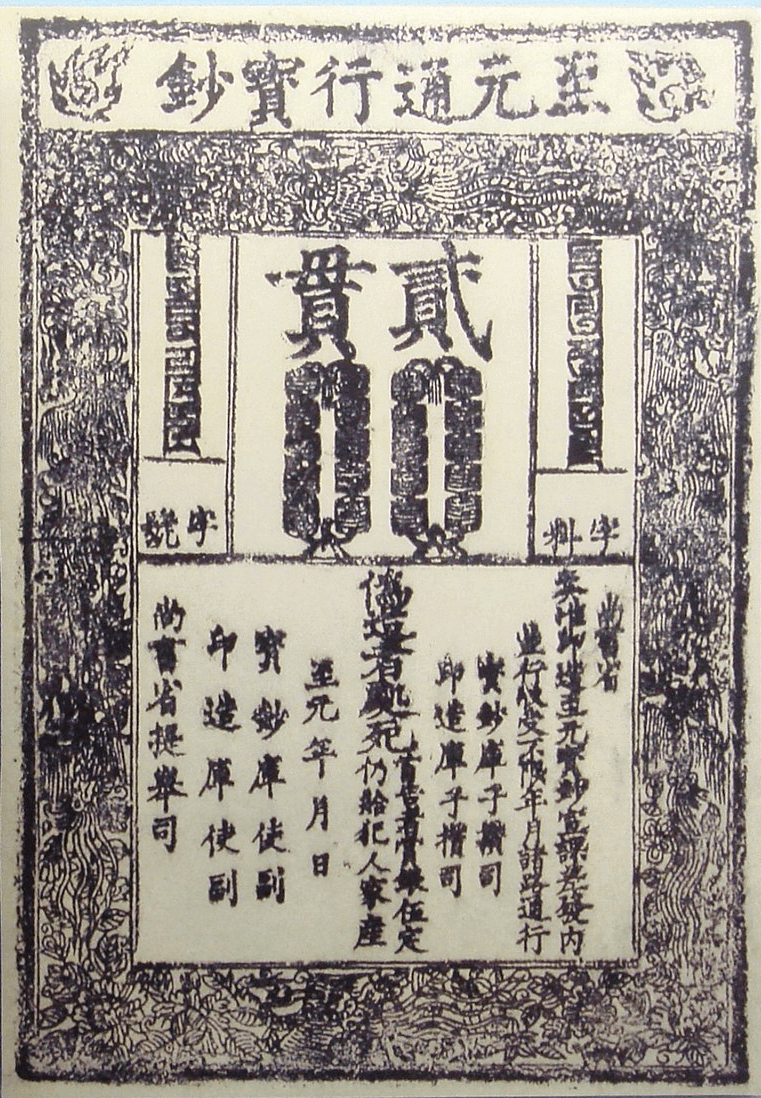 至元通行寶鈔
貳貫
字料
字號
尚書省
奏准印造至元寶鈔宣課差發內
並行收受不限年月諸路通行
寶鈔庫子攢司
印造庫子攢司
偽造者處死
首告者賞銀伍定
仍給犯人家產
至元年月日
寶鈔庫使副
印造庫使副
尚書省提舉司